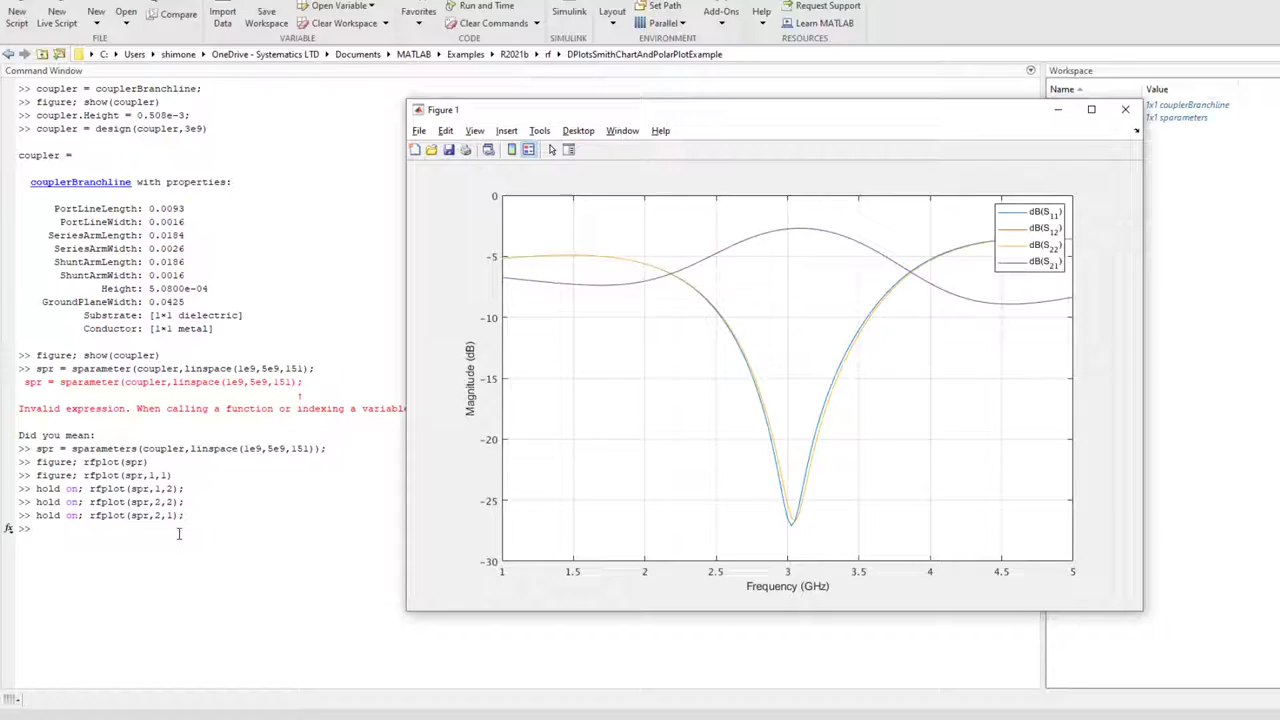 Open Variable
Run and Time
Set Path
Request Support
New
Script
New
Live Script
New
Open
Compare
Import
Data
Save
Workspace
Clear Workspace
Favorites
Clear Commands
Simulink
Layout
Parallel
Add-Ons
Help
Learn MATLAB
FILE
VARIABLE
CODE
SIMULINK
ENVIRONMENT
RESOURCES
C: Users shimone OneDrive - Systematics LTD Documents MATLAB Examples R2021b rf DPlotsSmithChartAndPolarPlotExample
Command Window
>> coupler = couplerBranchline;
>> figure; show(coupler)
>> coupler.Height = 0.508e-3;
>> coupler = design(coupler,3e9)
coupler =
couplerBranchline with properties:
PortLineLength: 0.0093
PortLineWidth: 0.0016
SeriesArmLength: 0.0184
SeriesArmWidth: 0.0026
ShuntArmLength: 0.0186
ShuntArmWidth: 0.0016
Height: 5.0800e-04
GroundPlaneWidth: 0.0425
Substrate: [1×1 dielectric]
Conductor: [1×1 metal]
>> figure; show(coupler)
>> spr = sparameter(coupler,linspace(1e9,5e9,151);
spr = sparameter(coupler,linspace(1e9,5e9,151);
↑
Invalid expression. When calling a function or indexing a variable
Did you mean:
>> spr = sparameters(coupler,linspace(1e9,5e9,151));
>> figure; rfplot(spr)
>> figure; rfplot(spr,1,1)
>> hold on; rfplot(spr,1,2);
>> hold on; rfplot(spr,2,2);
>> hold on; rfplot(spr,2,1);
fx >>
Figure 1
File Edit View Insert Tools Desktop Window Help
0
-5
-10
-15
-20
-25
-30
Magnitude (dB)
dB(S11)
dB(S12)
dB(S22)
dB(S21)
1 1.5 2 2.5 3 3.5 4 4.5 5
Frequency (GHz)
Workspace
Name Value
1x1 couplerBranchline
1x1 sparameters